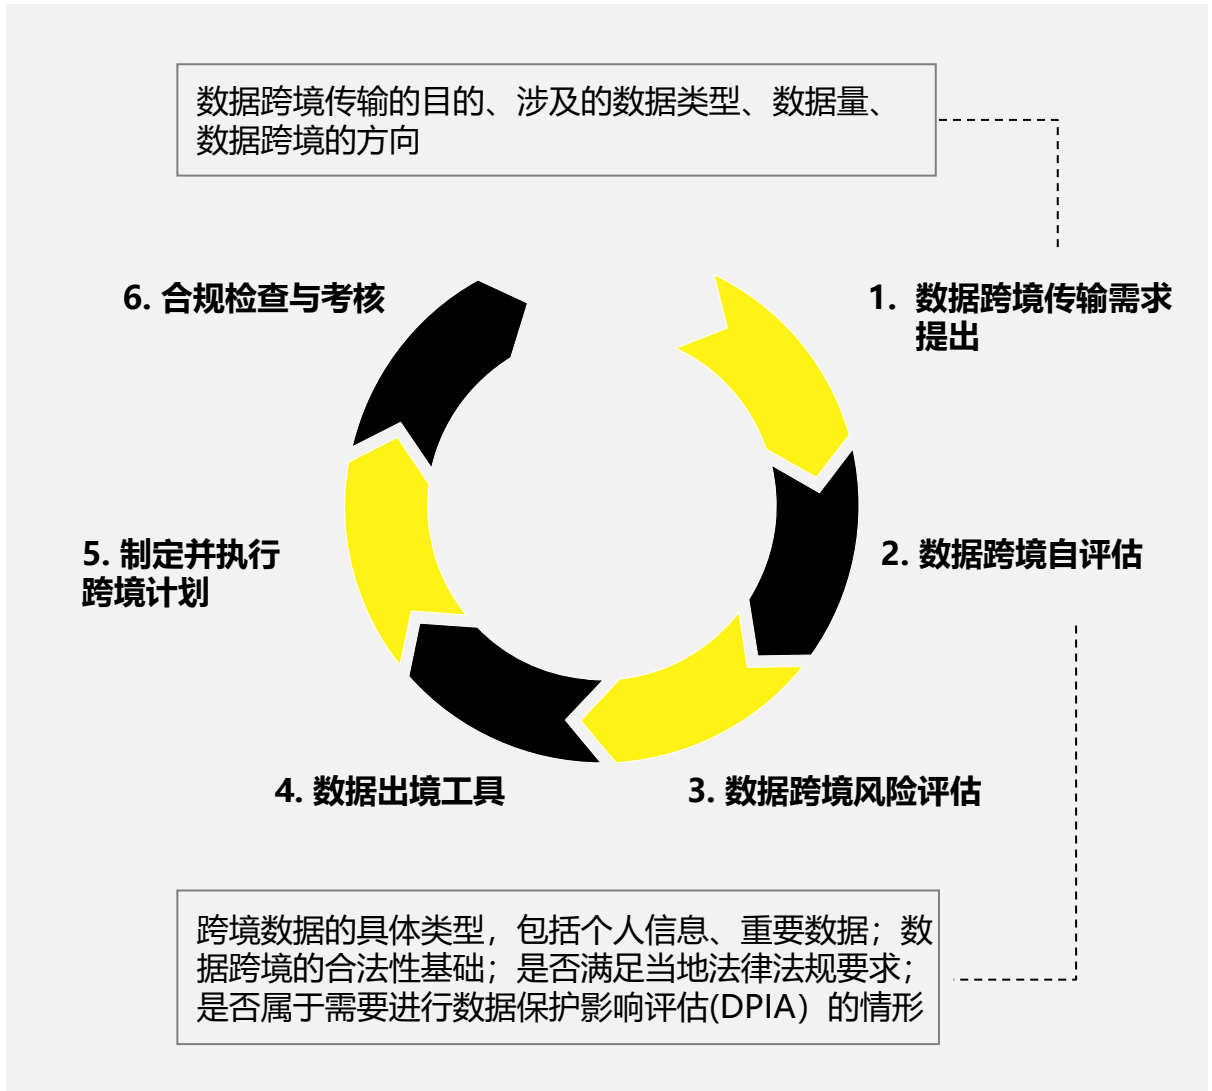 数据跨境传输的目的、涉及的数据类型、数据量、
数据跨境的方向
6. 合规检查与考核
1. 数据跨境传输需求
提出
5. 制定并执行
跨境计划
2. 数据跨境自评估
4. 数据出境工具
3. 数据跨境风险评估
跨境数据的具体类型，包括个人信息、重要数据；数
据跨境的合法性基础；是否满足当地法律法规要求；
是否属于需要进行数据保护影响评估(DPIA）的情形